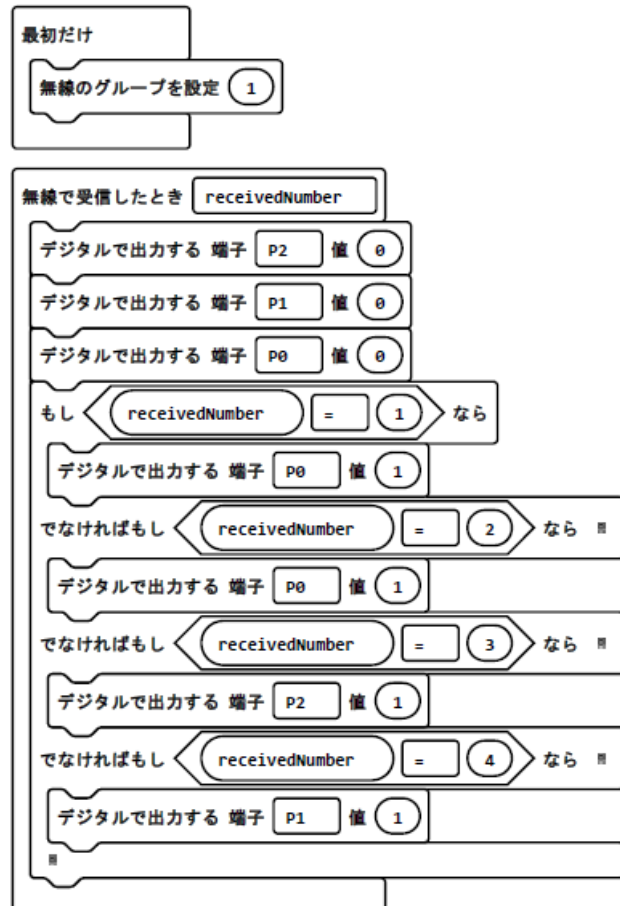 最初だけ
無線のグループを設定 1
無線で受信したとき receivedNumber
デジタルで出力する 端子 P2 値 0
デジタルで出力する 端子 P1 値 0
デジタルで出力する 端子 P0 値 0
もし receivedNumber = 1 なら
デジタルで出力する 端子 P0 値 1
でなければもし receivedNumber = 2 なら
デジタルで出力する 端子 P0 値 1
でなければもし receivedNumber = 3 なら
デジタルで出力する 端子 P2 値 1
でなければもし receivedNumber = 4 なら
デジタルで出力する 端子 P1 値 1